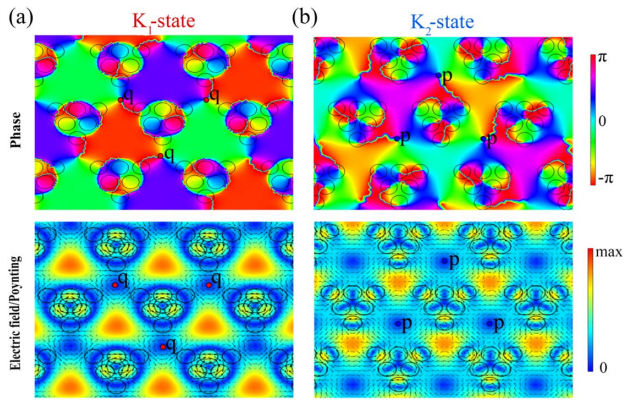 (a)
K₁-state
(b)
K₂-state
Phase
q
q
q
p
p
p
π
0
-π
Electric field/Poynting
q
q
q
p
p
p
max
0